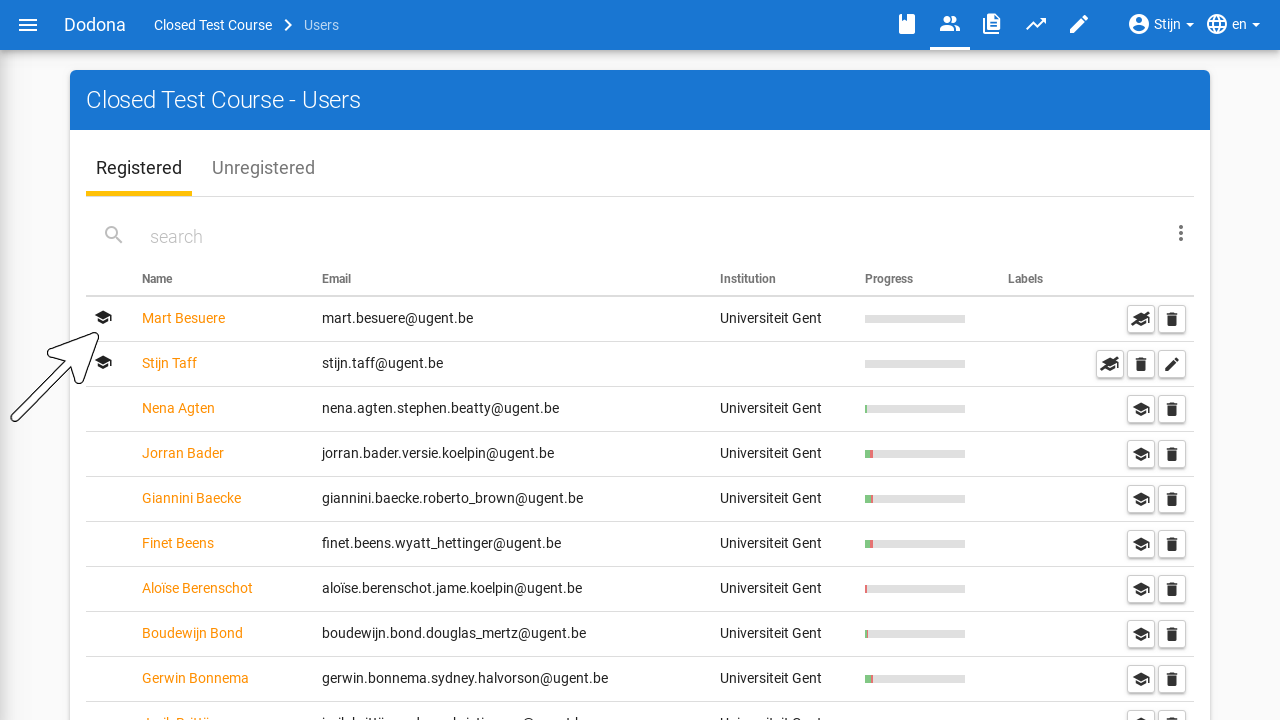 Dodona Closed Test Course Users Stijn en
Closed Test Course - Users
Registered Unregistered
search
Name Email Institution Progress Labels
Mart Besuere mart.besuere@ugent.be Universiteit Gent
Stijn Taff stijn.taff@ugent.be
Nena Agten nena.agten.stephen.beatty@ugent.be Universiteit Gent
Jorran Bader jorran.bader.versie.koelpin@ugent.be Universiteit Gent
Giannini Baecke giannini.baecke.roberto_brown@ugent.be Universiteit Gent
Finet Beens finet.beens.wyatt_hettinger@ugent.be Universiteit Gent
Aloïse Berenschot aloïse.berenschot.jame.koelpin@ugent.be Universiteit Gent
Boudewijn Bond boudewijn.bond.douglas_mertz@ugent.be Universiteit Gent
Gerwin Bonnema gerwin.bonnema.sydney.halvorson@ugent.be Universiteit Gent